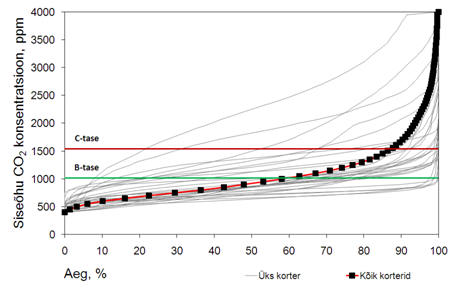 Siseõhu CO2 konsentratsioon, ppm
4000
3500
3000
2500
2000
1500
1000
500
0
C-tase
B-tase
0 10 20 30 40 50 60 70 80 90 100
Aeg, %
Üks korter
Kõik korterid